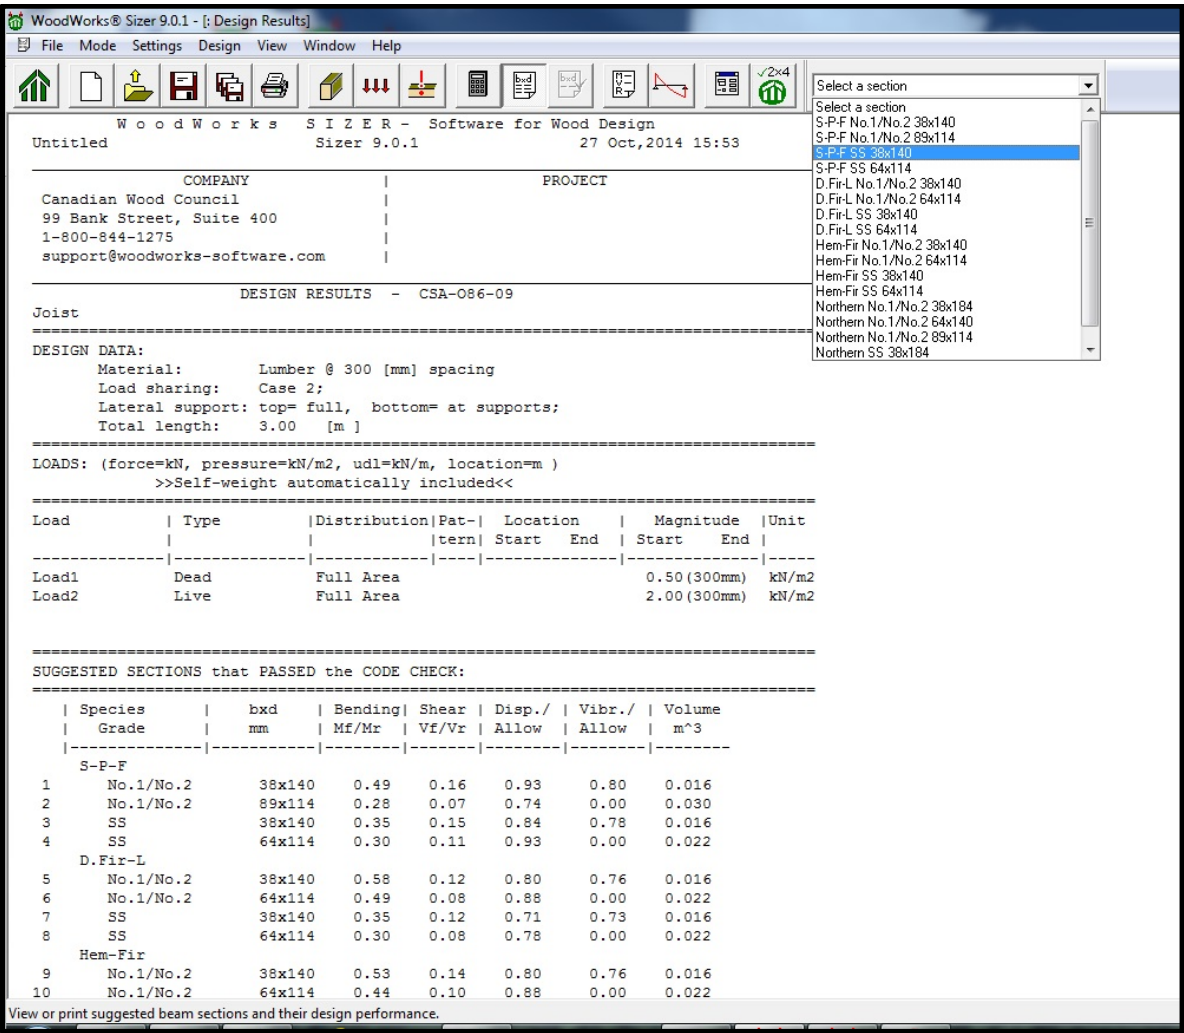 WoodWorks® Sizer 9.0.1 - [: Design Results]
File Mode Settings Design View Window Help
√2x4
bxd bxd
Select a section
Select a section
S-P-F No.1/No.2 38x140
S-P-F No.1/No.2 89x114
S-P-F SS 38x140
S-P-F SS 64x114
D.Fir-L No.1/No.2 38x140
D.Fir-L No.1/No.2 64x114
D.Fir-L SS 38x140
D.Fir-L SS 64x114
Hem-Fir No.1/No.2 38x140
Hem-Fir No.1/No.2 64x114
Hem-Fir SS 38x140
Hem-Fir SS 64x114
Northern No.1/No.2 38x184
Northern No.1/No.2 64x140
Northern No.1/No.2 89x114
Northern SS 38x184
W o o d W o r k s   S I Z E R -  Software for Wood Design
Untitled Sizer 9.0.1 27 Oct,2014 15:53
COMPANY | PROJECT
Canadian Wood Council |
99 Bank Street, Suite 400 |
1-800-844-1275 |
support@woodworks-software.com |
DESIGN RESULTS - CSA-O86-09
Joist
DESIGN DATA:
Material: Lumber @ 300 [mm] spacing
Load sharing: Case 2;
Lateral support: top= full, bottom= at supports;
Total length: 3.00 [m ]
LOADS: (force=kN, pressure=kN/m2, udl=kN/m, location=m )
>>Self-weight automatically included<<
Load | Type |Distribution|Pat-| Location | Magnitude |Unit
| | |tern| Start End | Start End |
Load1 Dead Full Area 0.50(300mm) kN/m2
Load2 Live Full Area 2.00(300mm) kN/m2
SUGGESTED SECTIONS that PASSED the CODE CHECK:
| Species | bxd | Bending| Shear | Disp./ | Vibr./ | Volume
| Grade | mm | Mf/Mr | Vf/Vr | Allow | Allow | m^3
S-P-F
1 No.1/No.2 38x140 0.49 0.16 0.93 0.80 0.016
2 No.1/No.2 89x114 0.28 0.07 0.74 0.00 0.030
3 SS 38x140 0.35 0.15 0.84 0.78 0.016
4 SS 64x114 0.30 0.11 0.93 0.00 0.022
D.Fir-L
5 No.1/No.2 38x140 0.58 0.12 0.80 0.76 0.016
6 No.1/No.2 64x114 0.49 0.08 0.88 0.00 0.022
7 SS 38x140 0.35 0.12 0.71 0.73 0.016
8 SS 64x114 0.30 0.08 0.78 0.00 0.022
Hem-Fir
9 No.1/No.2 38x140 0.53 0.14 0.80 0.76 0.016
10 No.1/No.2 64x114 0.44 0.10 0.88 0.00 0.022
View or print suggested beam sections and their design performance.